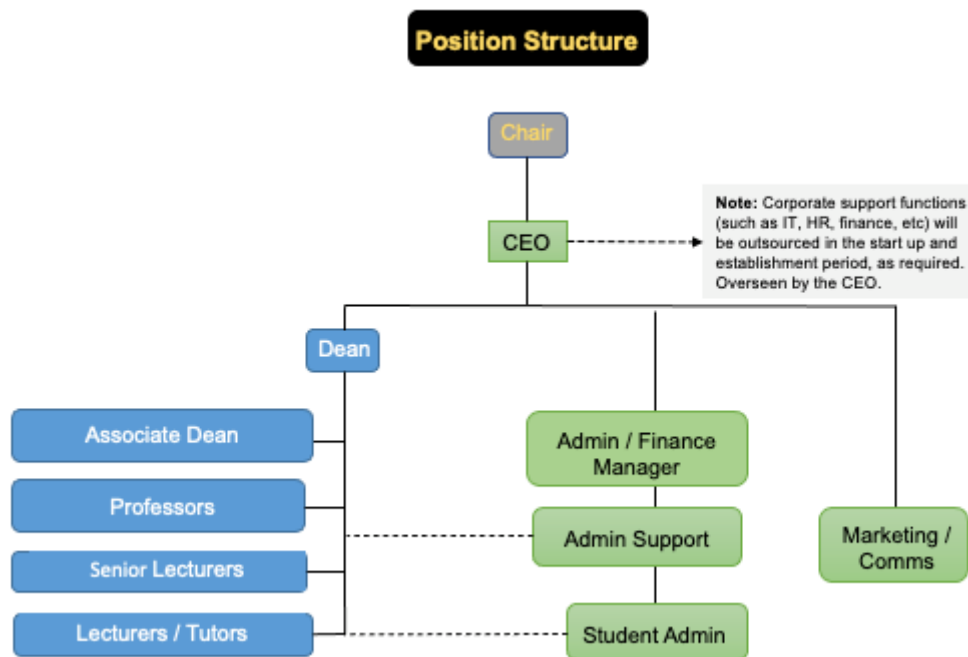 Position Structure
Chair
CEO
Note: Corporate support functions
(such as IT, HR, finance, etc) will
be outsourced in the start up and
establishment period, as required.
Overseen by the CEO.
Dean
Associate Dean
Professors
Senior Lecturers
Lecturers / Tutors
Admin / Finance
Manager
Admin Support
Student Admin
Marketing /
Comms